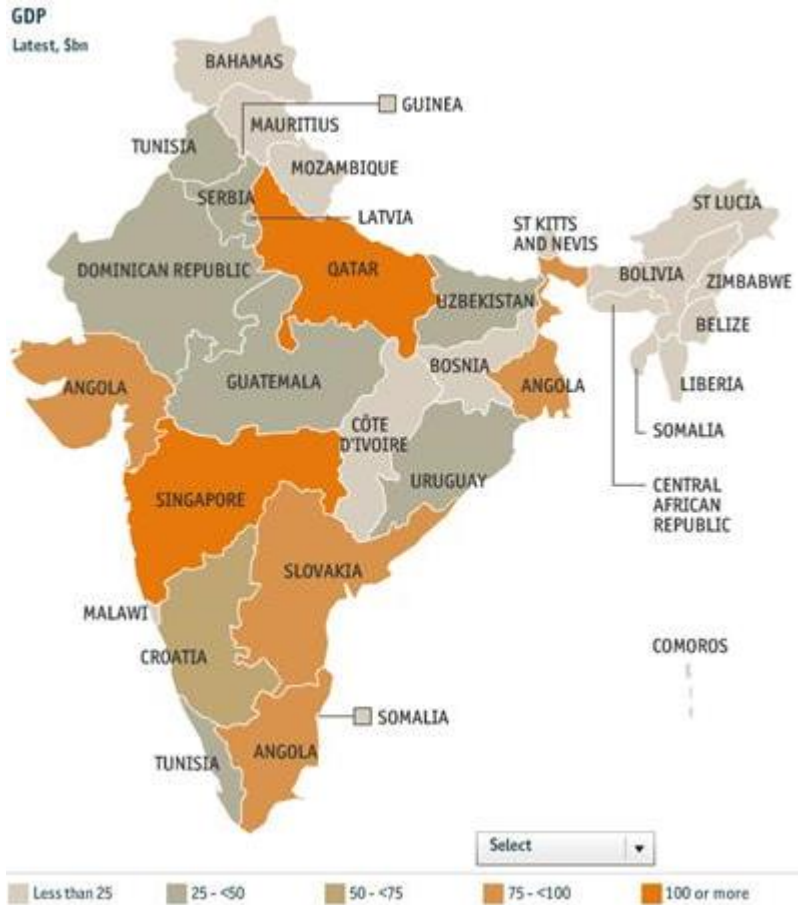 GDP
Latest, $bn
BAHAMAS
GUINEA
MAURITIUS
TUNISIA
MOZAMBIQUE
SERBIA
LATVIA
ST LUCIA
ST KITTS
AND NEVIS
DOMINICAN REPUBLIC
QATAR
BOLIVIA
ZIMBABWE
UZBEKISTAN
BELIZE
BOSNIA
ANGOLA
GUATEMALA
ANGOLA
LIBERIA
CÔTE
D'IVOIRE
SOMALIA
URUGUAY
SINGAPORE
CENTRAL
AFRICAN
REPUBLIC
SLOVAKIA
MALAWI
CROATIA
COMOROS
SOMALIA
ANGOLA
TUNISIA
Select
Less than 25
25 - <50
50 - <75
75 - <100
100 or more